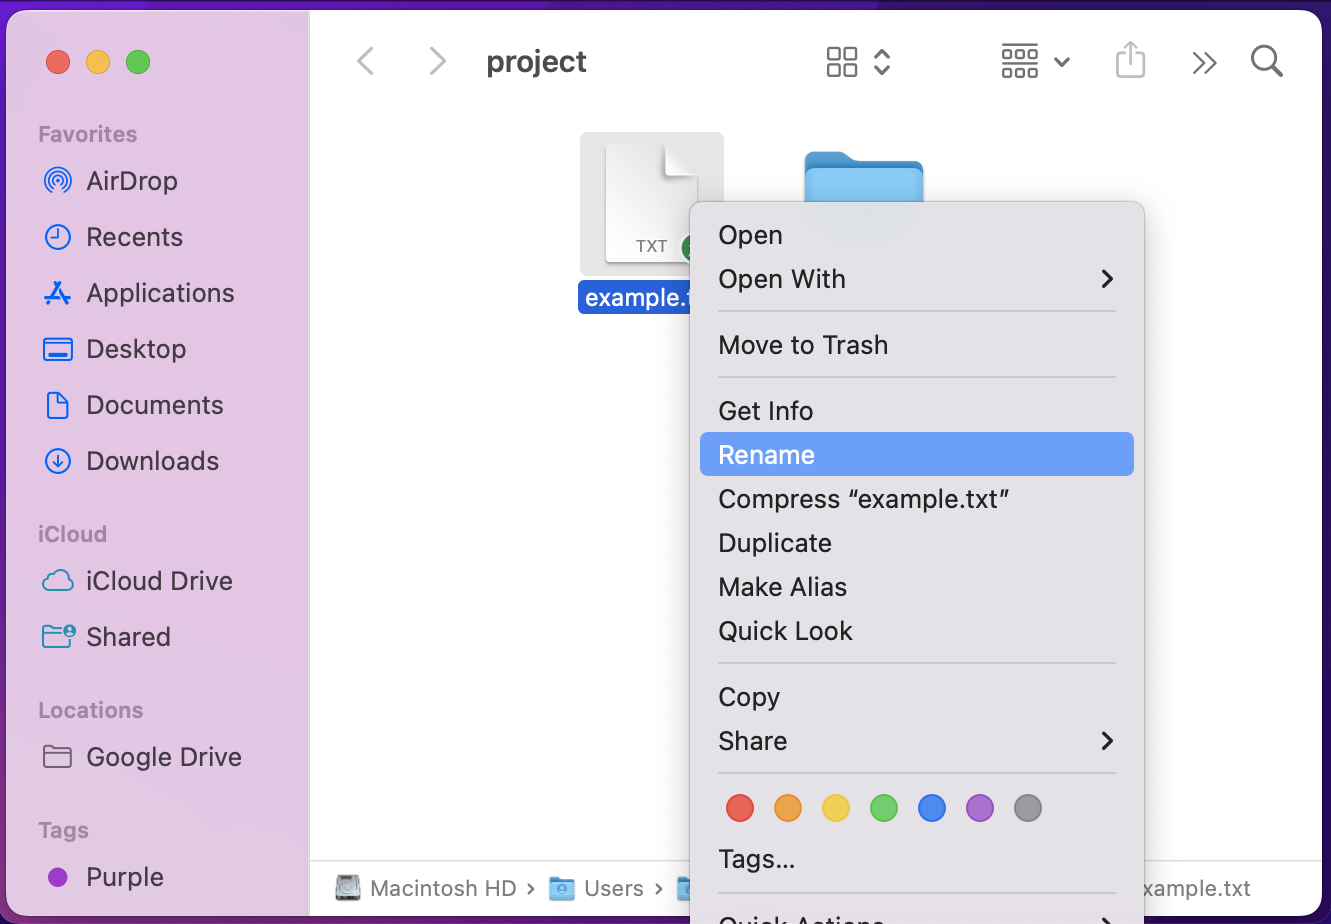 project
Favorites
AirDrop
Recents
Applications
Desktop
Documents
Downloads
iCloud
iCloud Drive
Shared
Locations
Google Drive
Tags
Purple
TXT
example.
Open
Open With
Move to Trash
Get Info
Rename
Compress “example.txt”
Duplicate
Make Alias
Quick Look
Copy
Share
Tags...
Quick Actions
Macintosh HD › Users ›
xample.txt